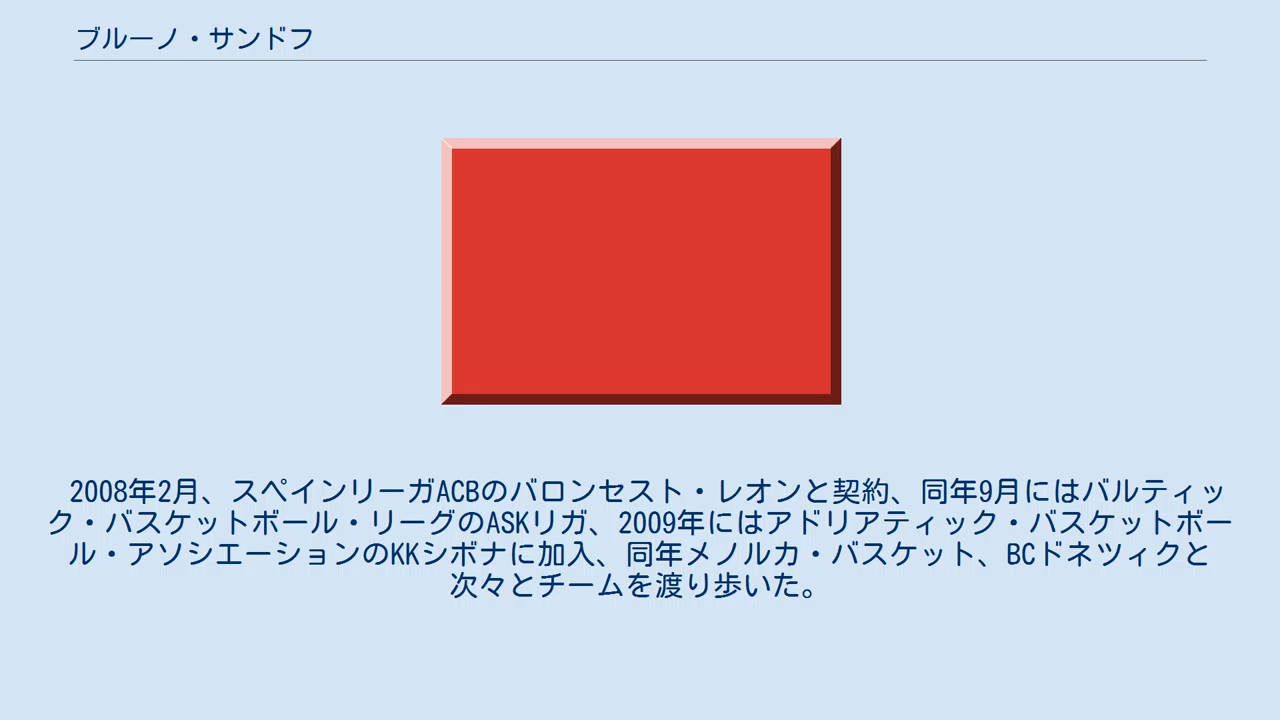 ブルーノ・サンドフ
2008年2月、スペインリーガACBのバロンセスト・レオンと契約、同年9月にはバルティッ
ク・バスケットボール・リーグのASKリガ、2009年にはアドリアティック・バスケットボー
ル・アソシエーションのKKシボナに加入、同年メノルカ・バスケット、BCドネツィクと
次々とチームを渡り歩いた。